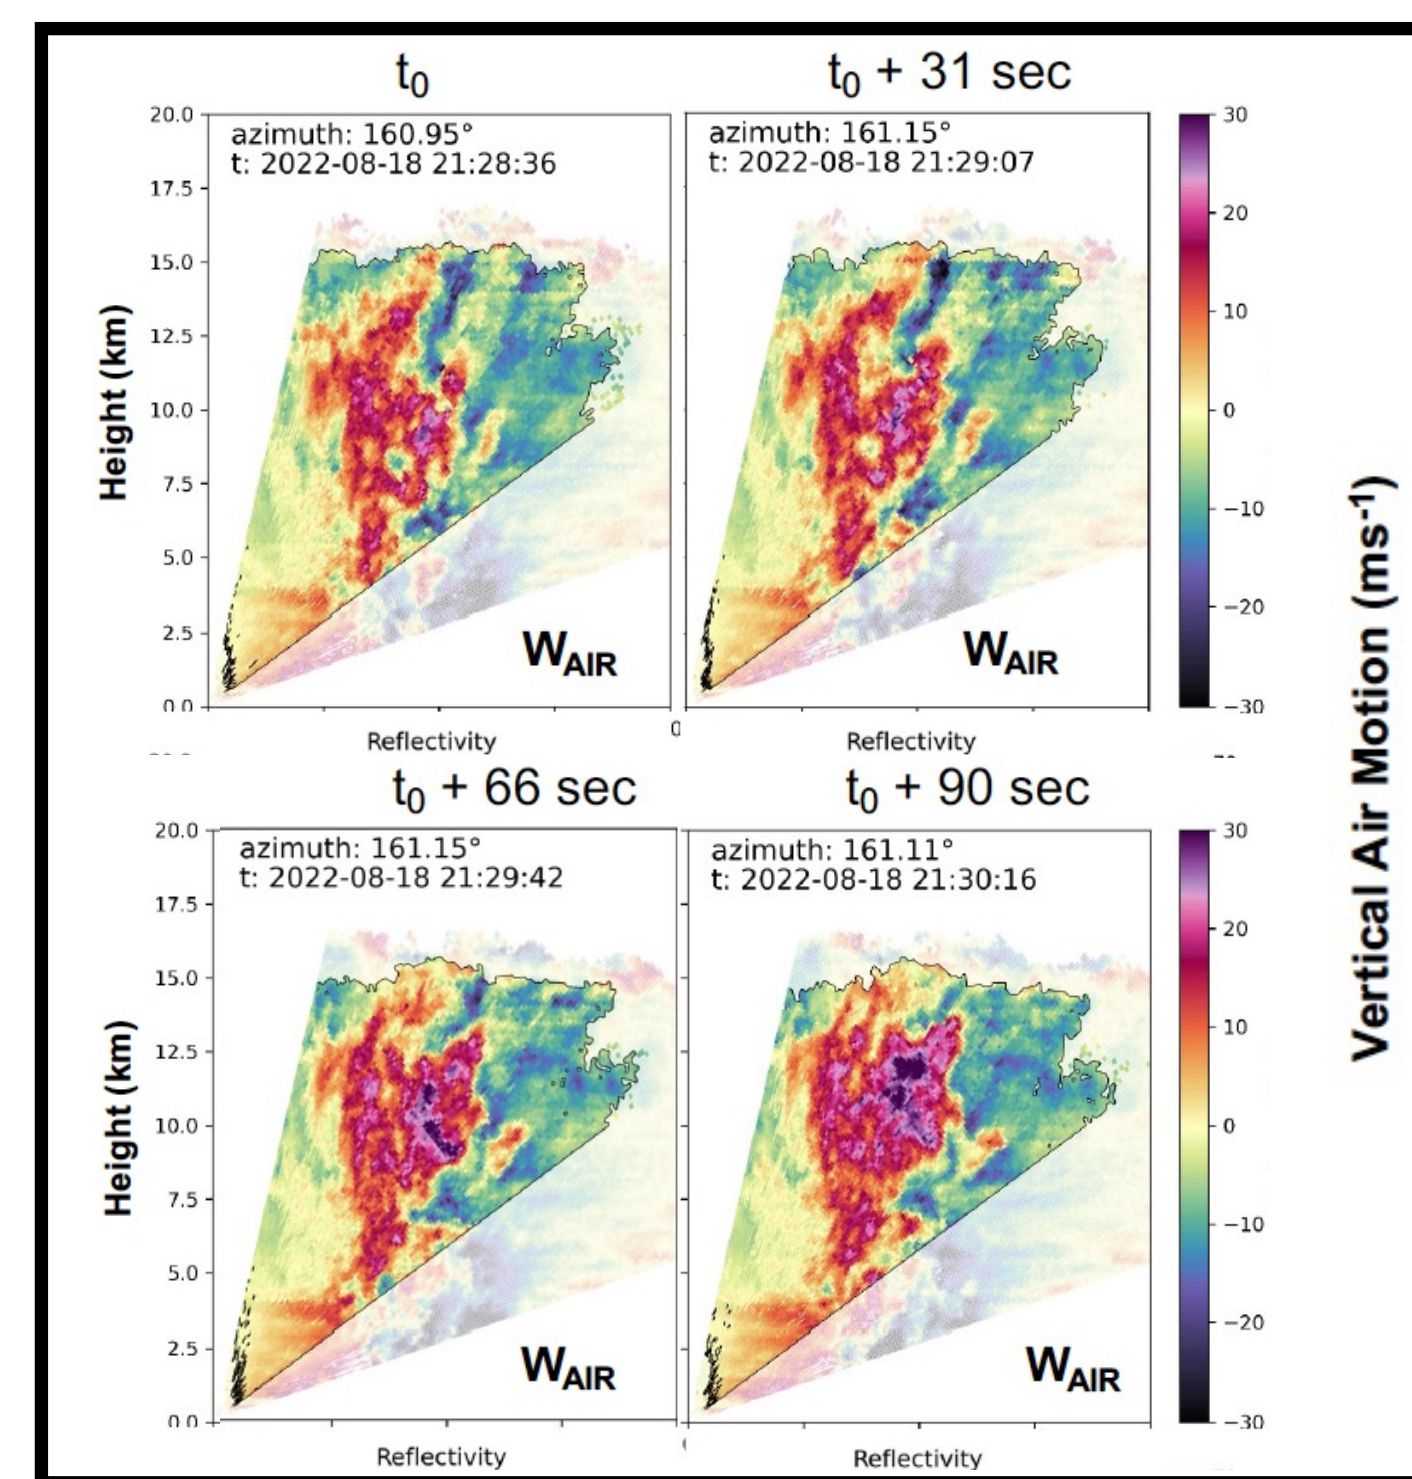 t₀
t₀ + 31 sec
azimuth: 160.95°
t: 2022-08-18 21:28:36
azimuth: 161.15°
t: 2022-08-18 21:29:07
20.0
17.5
15.0
12.5
10.0
7.5
5.0
2.5
0.0
Height (km)
W_AIR
W_AIR
30
20
10
0
−10
−20
−30
0
Reflectivity
Reflectivity
Vertical Air Motion (ms⁻¹)
t₀ + 66 sec
t₀ + 90 sec
azimuth: 161.15°
t: 2022-08-18 21:29:42
azimuth: 161.11°
t: 2022-08-18 21:30:16
20.0
17.5
15.0
12.5
10.0
7.5
5.0
2.5
0.0
Height (km)
W_AIR
W_AIR
30
20
10
0
−10
−20
−30
Reflectivity
Reflectivity